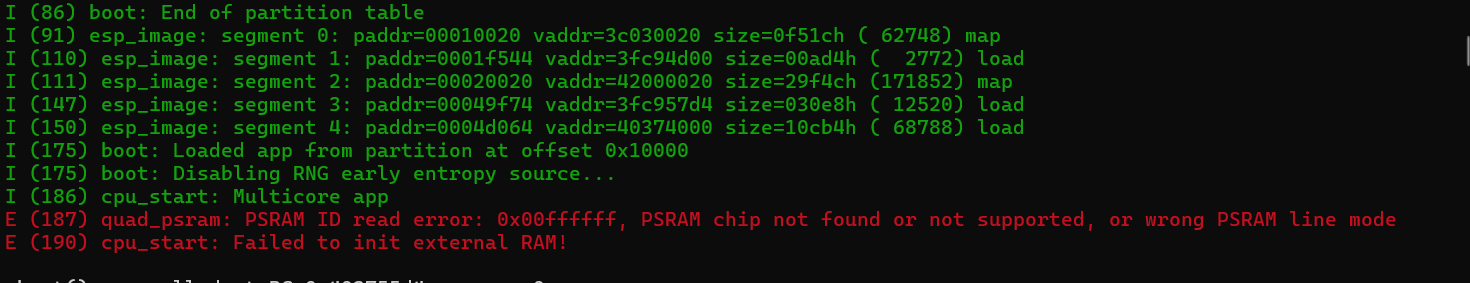 I (86) boot: End of partition table
I (91) esp_image: segment 0: paddr=00010020 vaddr=3c030020 size=0f51ch ( 62748) map
I (110) esp_image: segment 1: paddr=0001f544 vaddr=3fc94d00 size=00ad4h (  2772) load
I (111) esp_image: segment 2: paddr=00020020 vaddr=42000020 size=29f4ch (171852) map
I (147) esp_image: segment 3: paddr=00049f74 vaddr=3fc957d4 size=030e8h ( 12520) load
I (150) esp_image: segment 4: paddr=0004d064 vaddr=40374000 size=10cb4h ( 68788) load
I (175) boot: Loaded app from partition at offset 0x10000
I (175) boot: Disabling RNG early entropy source...
I (186) cpu_start: Multicore app
E (187) quad_psram: PSRAM ID read error: 0x00ffffff, PSRAM chip not found or not supported, or wrong PSRAM line mode
E (190) cpu_start: Failed to init external RAM!